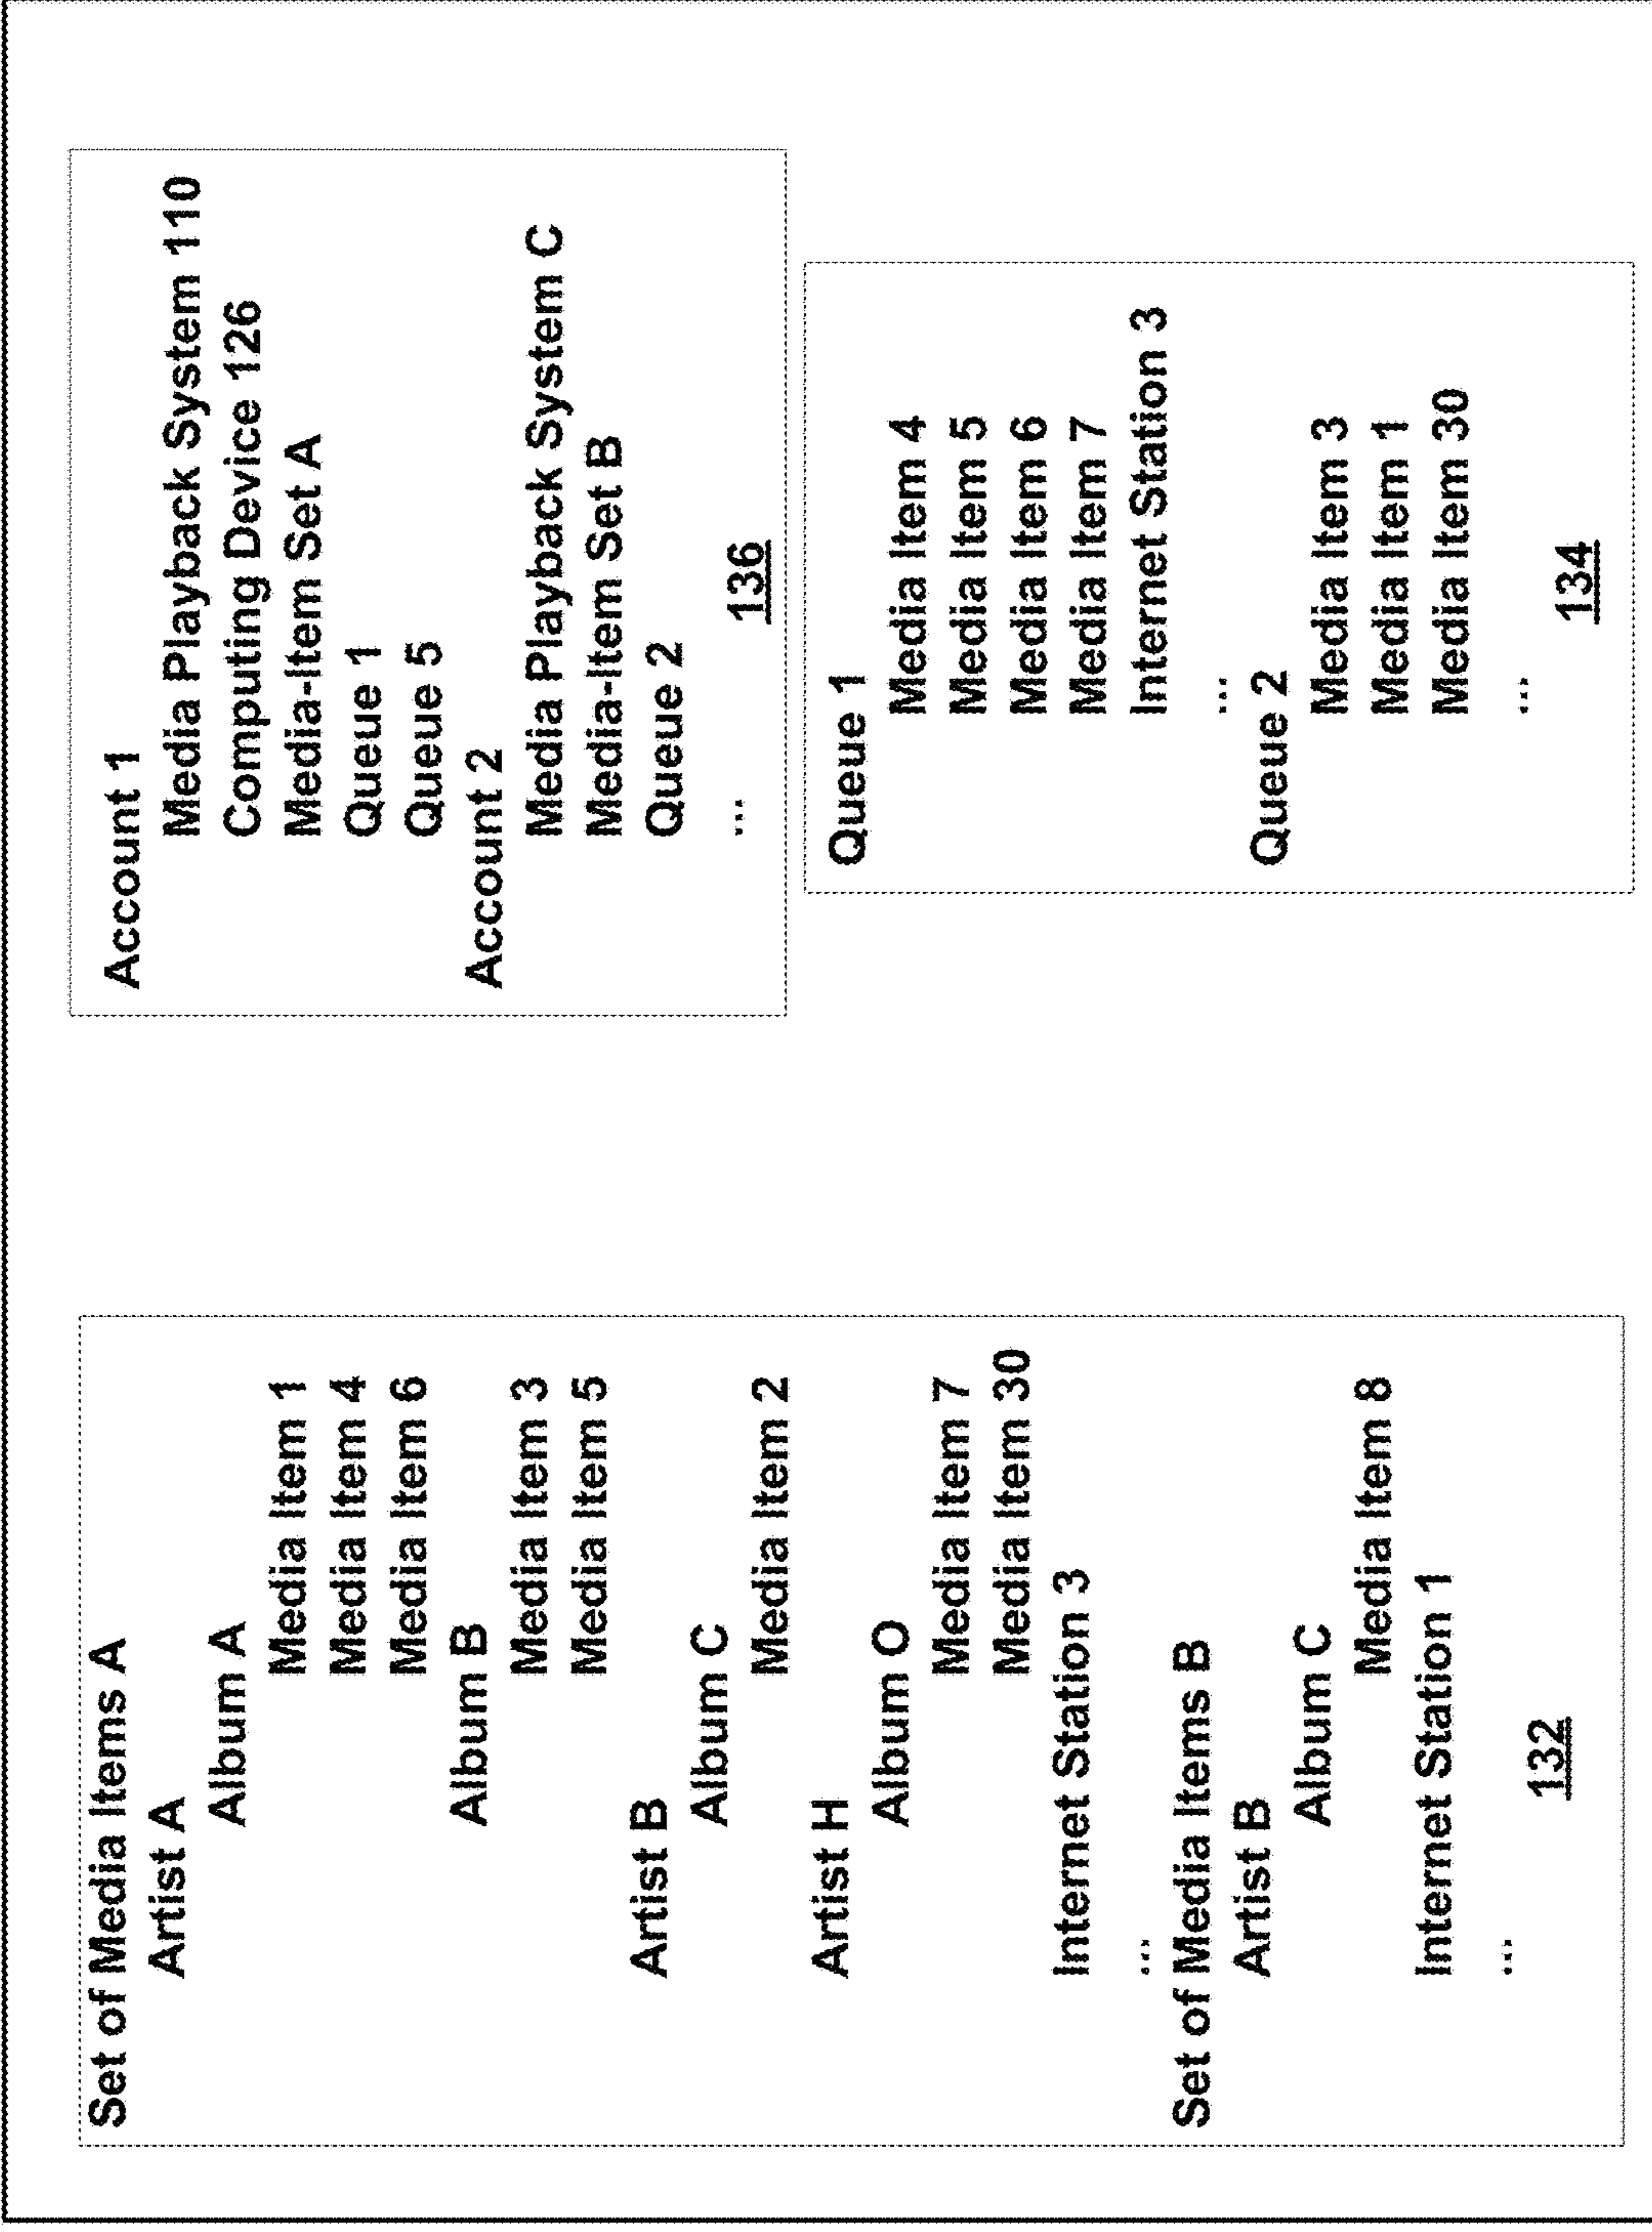 Set of Media Items A
Artist A
Album A
Media Item 1
Media Item 4
Media Item 6
Album B
Media Item 3
Media Item 5
Artist B
Album C
Media Item 2
Artist H
Album O
Media Item 7
Media Item 30
Internet Station 3
...
Set of Media Items B
Artist B
Album C
Media Item 8
Internet Station 1
...
132
Account 1
Media Playback System 110
Computing Device 126
Media-Item Set A
Queue 1
Queue 5
Account 2
Media Playback System C
Media-Item Set B
Queue 2
...
136
Queue 1
Media Item 4
Media Item 5
Media Item 6
Media Item 7
Internet Station 3
...
Queue 2
Media Item 3
Media Item 1
Media Item 30
...
134